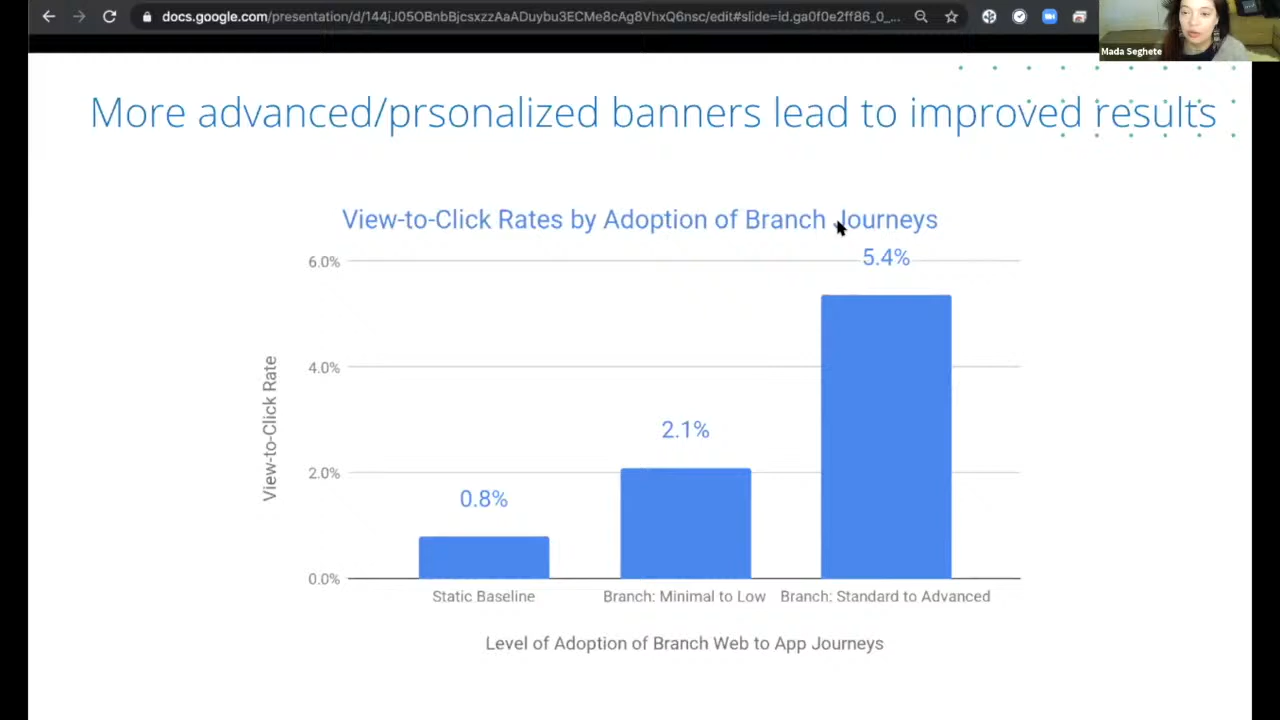 docs.google.com/presentation/d/144jJ05OBnbBjcsxzzAaADuybu3ECMe8cAg8VhxQ6nsc/edit#slide=id.ga0f0e2ff86_0_...
Mada Seghete
More advanced/prsonalized banners lead to improved results
View-to-Click Rates by Adoption of Branch Journeys
6.0%
5.4%
4.0%
2.1%
2.0%
0.8%
0.0%
View-to-Click Rate
Static Baseline
Branch: Minimal to Low
Branch: Standard to Advanced
Level of Adoption of Branch Web to App Journeys